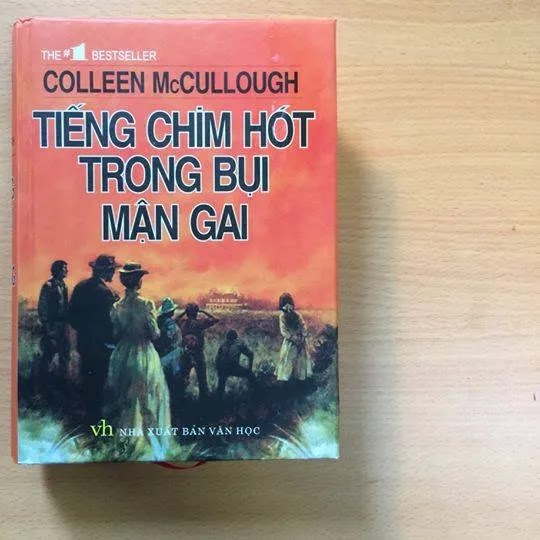 THE #1 BESTSELLER
COLLEEN McCULLOUGH
TIẾNG CHIM HÓT
TRONG BỤI
MẬN GAI
vh NHÀ XUẤT BẢN VĂN HỌC